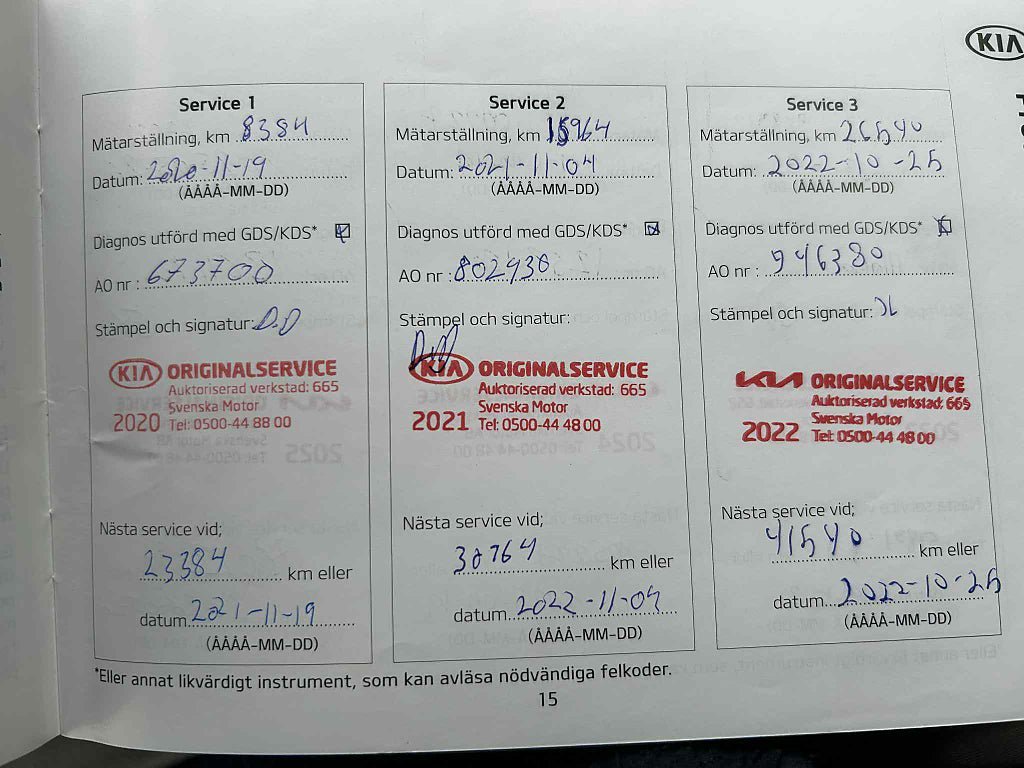 KIA
Service 1
Mätarställning, km 8384
Datum: 2020-11-19
(ÅÅÅÅ-MM-DD)
Diagnos utförd med GDS/KDS*
AO nr : 673700
Stämpel och signatur: D.D
KIA ORIGINALSERVICE
Auktoriserad verkstad: 665
Svenska Motor
2020 Tel: 0500-44 88 00
Nästa service vid;
23384 km eller
datum 2021-11-19
(ÅÅÅÅ-MM-DD)
Service 2
Mätarställning, km 15964
Datum: 2021-11-04
(ÅÅÅÅ-MM-DD)
Diagnos utförd med GDS/KDS*
AO nr : 802930
Stämpel och signatur:
KIA ORIGINALSERVICE
Auktoriserad verkstad: 665
Svenska Motor
2021 Tel: 0500-44 48 00
Nästa service vid;
km eller
datum 2022-11-04
(ÅÅÅÅ-MM-DD)
Service 3
Mätarställning, km 26590
Datum: 2022-10-25
(ÅÅÅÅ-MM-DD)
Diagnos utförd med GDS/KDS*
AO nr : 946380
Stämpel och signatur:
KIA ORIGINALSERVICE
Auktoriserad verkstad: 665
Svenska Motor
2022 Tel: 0500-44 48 00
Nästa service vid;
41590 km eller
datum 2022-10-25
(ÅÅÅÅ-MM-DD)
*Eller annat likvärdigt instrument, som kan avläsa nödvändiga felkoder.
15